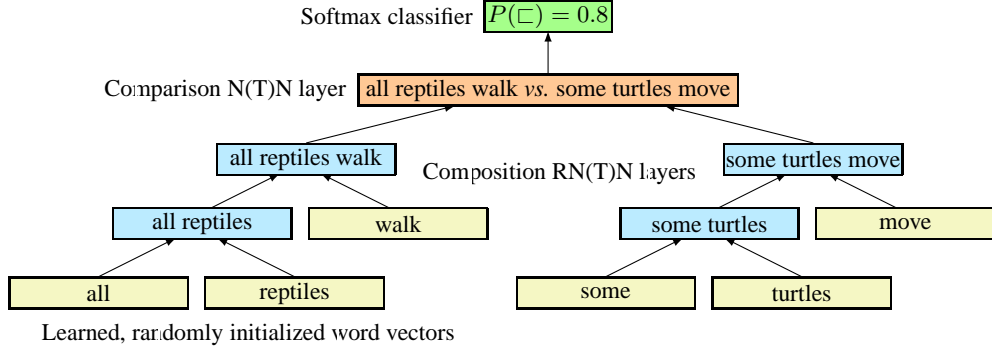 Softmax classifier P(⊏) = 0.8
Comparison N(T)N layer all reptiles walk vs. some turtles move
all reptiles walk some turtles move
Composition RN(T)N layers
all reptiles walk some turtles move
all reptiles some turtles
Learned, randomly initialized word vectors